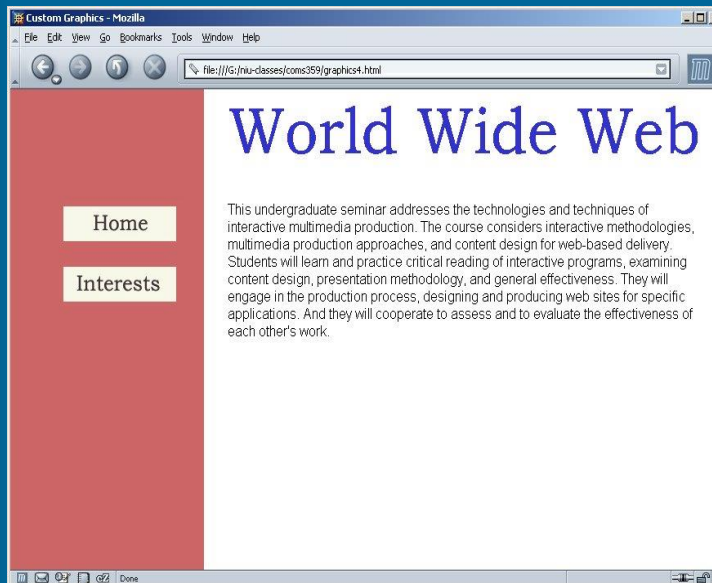 Custom Graphics - Mozilla
File Edit View Go Bookmarks Tools Window Help
file:///G:/niu-classes/coms359/graphics4.html
World Wide Web
Home
Interests
This undergraduate seminar addresses the technologies and techniques of
interactive multimedia production. The course considers interactive methodologies,
multimedia production approaches, and content design for web-based delivery.
Students will learn and practice critical reading of interactive programs, examining
content design, presentation methodology, and general effectiveness. They will
engage in the production process, designing and producing web sites for specific
applications. And they will cooperate to assess and to evaluate the effectiveness of
each other's work.
Done